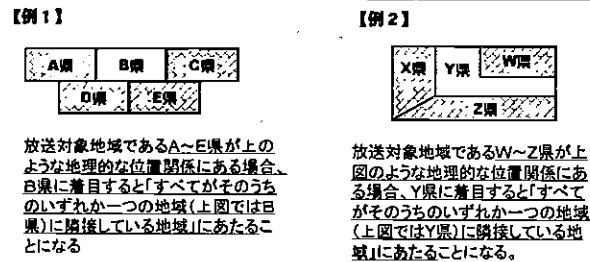 【例１】
A県 B県 C県
D県 E県
放送対象地域であるA～E県が上の
ような地理的な位置関係にある場合、
B県に着目すると「すべてがそのうち
のいずれか一つの地域（上図ではB
県）に隣接している地域」にあたるこ
とになる
【例２】
X県 Y県 W県
Z県
放送対象地域であるW～Z県が上
図のような地理的な位置関係にあ
る場合、Y県に着目すると「すべて
がそのうちのいずれか一つの地域
（上図ではY県）に隣接している地
域」にあたることになる。